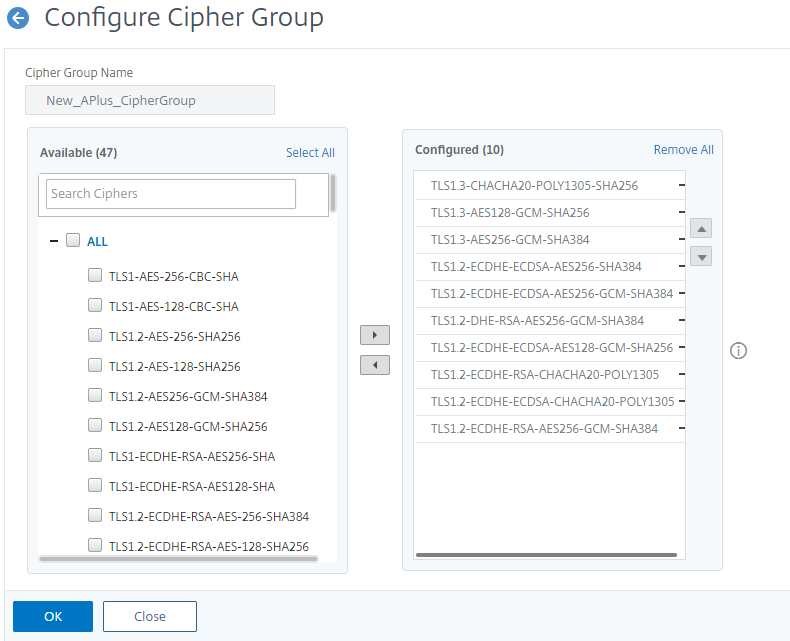 Configure Cipher Group
Cipher Group Name
New_APlus_CipherGroup
Available (47)
Select All
Search Ciphers
ALL
TLS1-AES-256-CBC-SHA
TLS1-AES-128-CBC-SHA
TLS1.2-AES-256-SHA256
TLS1.2-AES-128-SHA256
TLS1.2-AES256-GCM-SHA384
TLS1.2-AES128-GCM-SHA256
TLS1-ECDHE-RSA-AES256-SHA
TLS1-ECDHE-RSA-AES128-SHA
TLS1.2-ECDHE-RSA-AES-256-SHA384
TLS1.2-ECDHE-RSA-AES-128-SHA256
Configured (10)
Remove All
TLS1.3-CHACHA20-POLY1305-SHA256
TLS1.3-AES128-GCM-SHA256
TLS1.3-AES256-GCM-SHA384
TLS1.2-ECDHE-ECDSA-AES256-SHA384
TLS1.2-ECDHE-ECDSA-AES256-GCM-SHA384
TLS1.2-DHE-RSA-AES256-GCM-SHA384
TLS1.2-ECDHE-ECDSA-AES128-GCM-SHA256
TLS1.2-ECDHE-RSA-CHACHA20-POLY1305
TLS1.2-ECDHE-ECDSA-CHACHA20-POLY1305
TLS1.2-ECDHE-RSA-AES256-GCM-SHA384
OK
Close